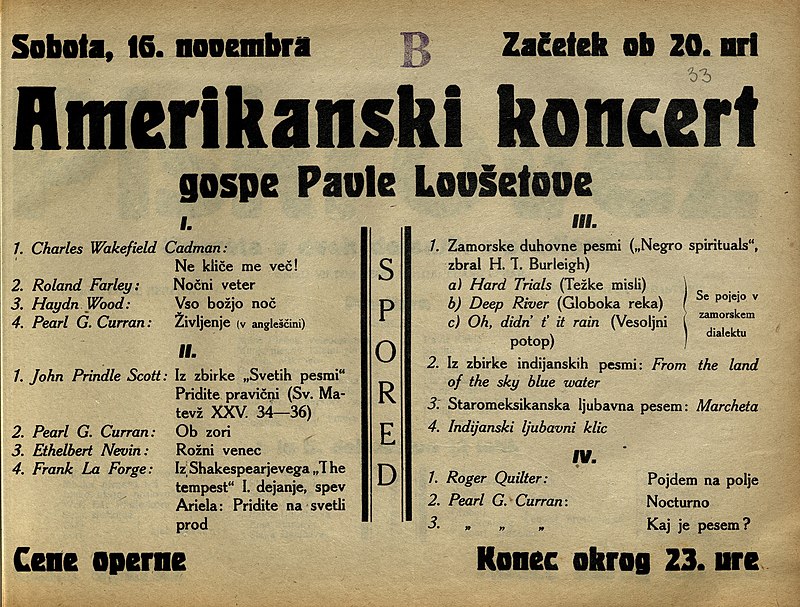 Sobota, 16. novembra
B
Začetek ob 20. uri
33
Amerikanski koncert
gospe Pavle Lovšetove
I.
1. Charles Wakefield Cadman:
Ne kliče me več!
2. Roland Farley: Nočni veter
3. Haydn Wood: Vso božjo noč
4. Pearl G. Curran: Življenje (v angleščini)
II.
1. John Prindle Scott: Iz zbirke „Svetih pesmi“
Pridite pravični (Sv. Ma-
tevž XXV. 34—36)
2. Pearl G. Curran: Ob zori
3. Ethelbert Nevin: Rožni venec
4. Frank La Forge: Iz Shakespearjevega „The
tempest“ I. dejanje, spev
Ariela: Pridite na svetli
prod
SPORED
III.
1. Zamorske duhovne pesmi („Negro spirituals“,
zbral H. T. Burleigh)
a) Hard Trials (Težke misli)
b) Deep River (Globoka reka)
c) Oh, didn' t' it rain (Vesoljni
potop)
Se pojejo v
zamorskem
dialektu
2. Iz zbirke indijanskih pesmi: From the land
of the sky blue water
3. Staromeksikanska ljubavna pesem: Marcheta
4. Indijanski ljubavni klic
IV.
1. Roger Quilter: Pojdem na polje
2. Pearl G. Curran: Nocturno
3. „ „ „ Kaj je pesem?
Cene operne
Konec okrog 23. ure